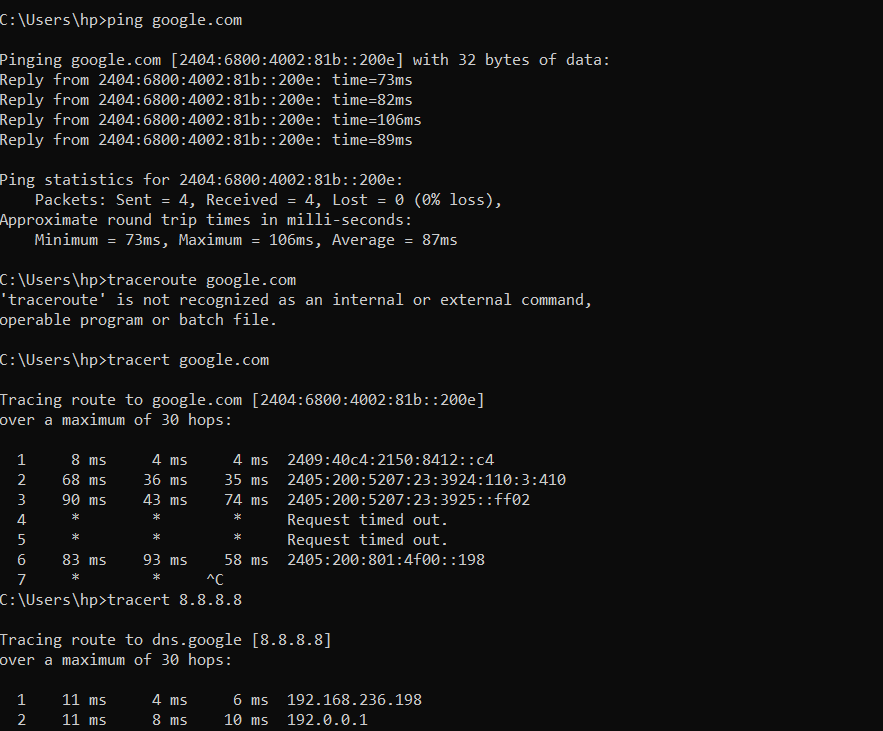 C:\Users\hp>ping google.com
Pinging google.com [2404:6800:4002:81b::200e] with 32 bytes of data:
Reply from 2404:6800:4002:81b::200e: time=73ms
Reply from 2404:6800:4002:81b::200e: time=82ms
Reply from 2404:6800:4002:81b::200e: time=106ms
Reply from 2404:6800:4002:81b::200e: time=89ms
Ping statistics for 2404:6800:4002:81b::200e:
    Packets: Sent = 4, Received = 4, Lost = 0 (0% loss),
Approximate round trip times in milli-seconds:
    Minimum = 73ms, Maximum = 106ms, Average = 87ms
C:\Users\hp>traceroute google.com
'traceroute' is not recognized as an internal or external command,
operable program or batch file.
C:\Users\hp>tracert google.com
Tracing route to google.com [2404:6800:4002:81b::200e]
over a maximum of 30 hops:
  1     8 ms     4 ms     4 ms  2409:40c4:2150:8412::c4
  2    68 ms    36 ms    35 ms  2405:200:5207:23:3924:110:3:410
  3    90 ms    43 ms    74 ms  2405:200:5207:23:3925::ff02
  4     *        *        *     Request timed out.
  5     *        *        *     Request timed out.
  6    83 ms    93 ms    58 ms  2405:200:801:4f00::198
  7     *        *     ^C
C:\Users\hp>tracert 8.8.8.8
Tracing route to dns.google [8.8.8.8]
over a maximum of 30 hops:
  1    11 ms     4 ms     6 ms  192.168.236.198
  2    11 ms     8 ms    10 ms  192.0.0.1